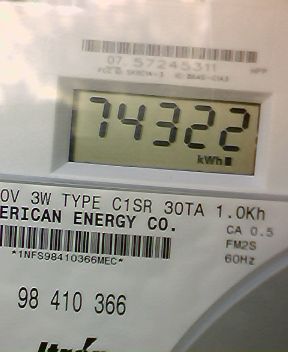 07 57245311
74322
kWh
0V 3W TYPE C1SR 30TA 1.0Kh
ERICAN ENERGY CO.
CA 0.5
FM2S
60Hz
*1NFS98410366MEC*
98 410 366
Itrón